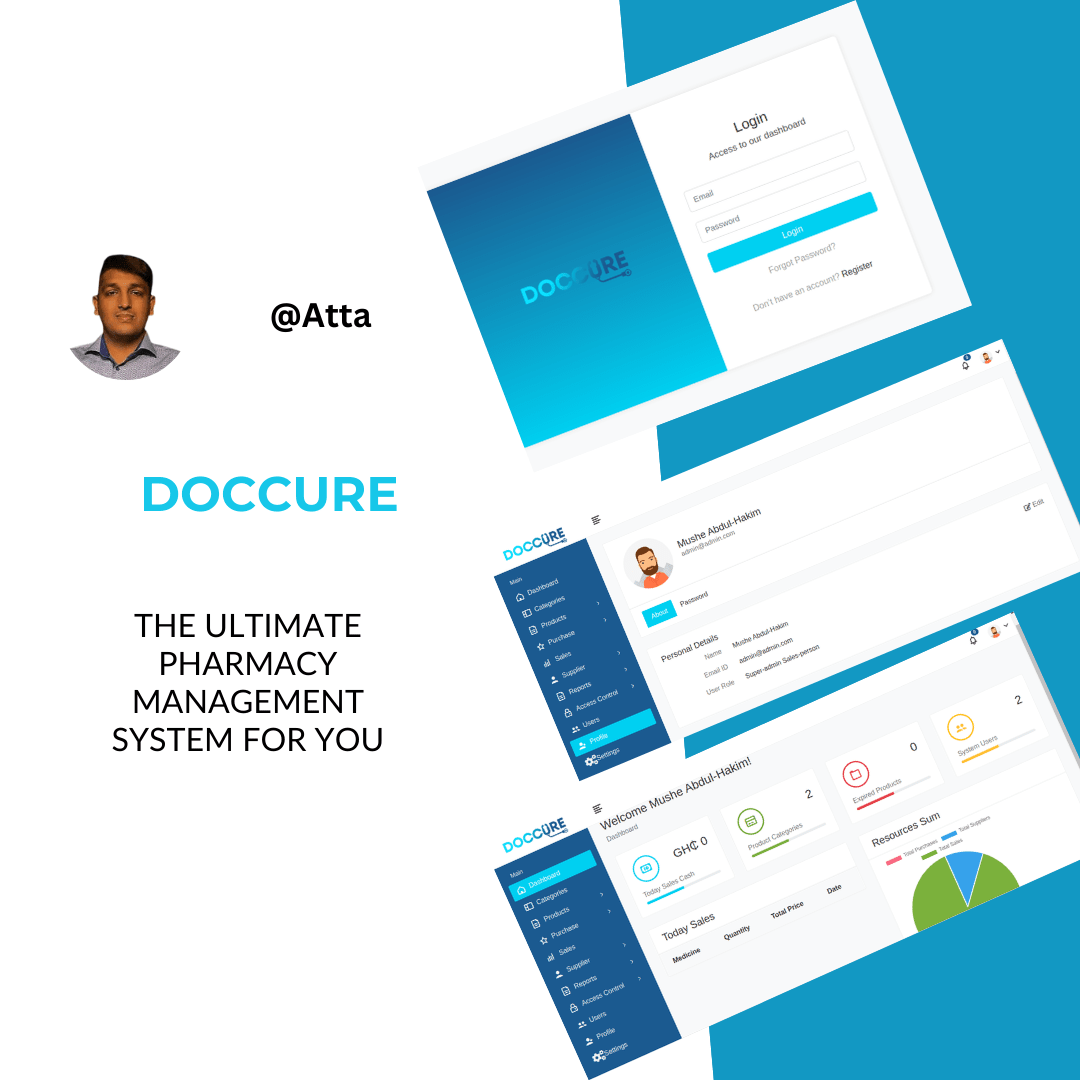 @Atta
DOCCURE
THE ULTIMATE
PHARMACY
MANAGEMENT
SYSTEM FOR YOU
DOCCURE
Login
Access to our dashboard
Email
Password
Login
Forgot Password?
Don't have an account? Register
DOCCURE
Main
Dashboard
Categories
Products
Purchase
Sales
Supplier
Reports
Access Control
Users
Profile
Settings
Mushe Abdul-Hakim
admin@admin.com
About
Password
Personal Details
Edit
Name Mushe Abdul-Hakim
Email ID admin@admin.com
User Role Super-admin Sales-person
DOCCURE
Main
Dashboard
Categories
Products
Purchase
Sales
Supplier
Reports
Access Control
Users
Profile
Settings
Welcome Mushe Abdul-Hakim!
Dashboard
GH₵ 0
Today Sales Cash
2
Product Categories
0
Expired Products
2
System Users
Today Sales
Medicine Quantity Total Price Date
Resources Sum
Total Purchases Total Suppliers
Total Sales